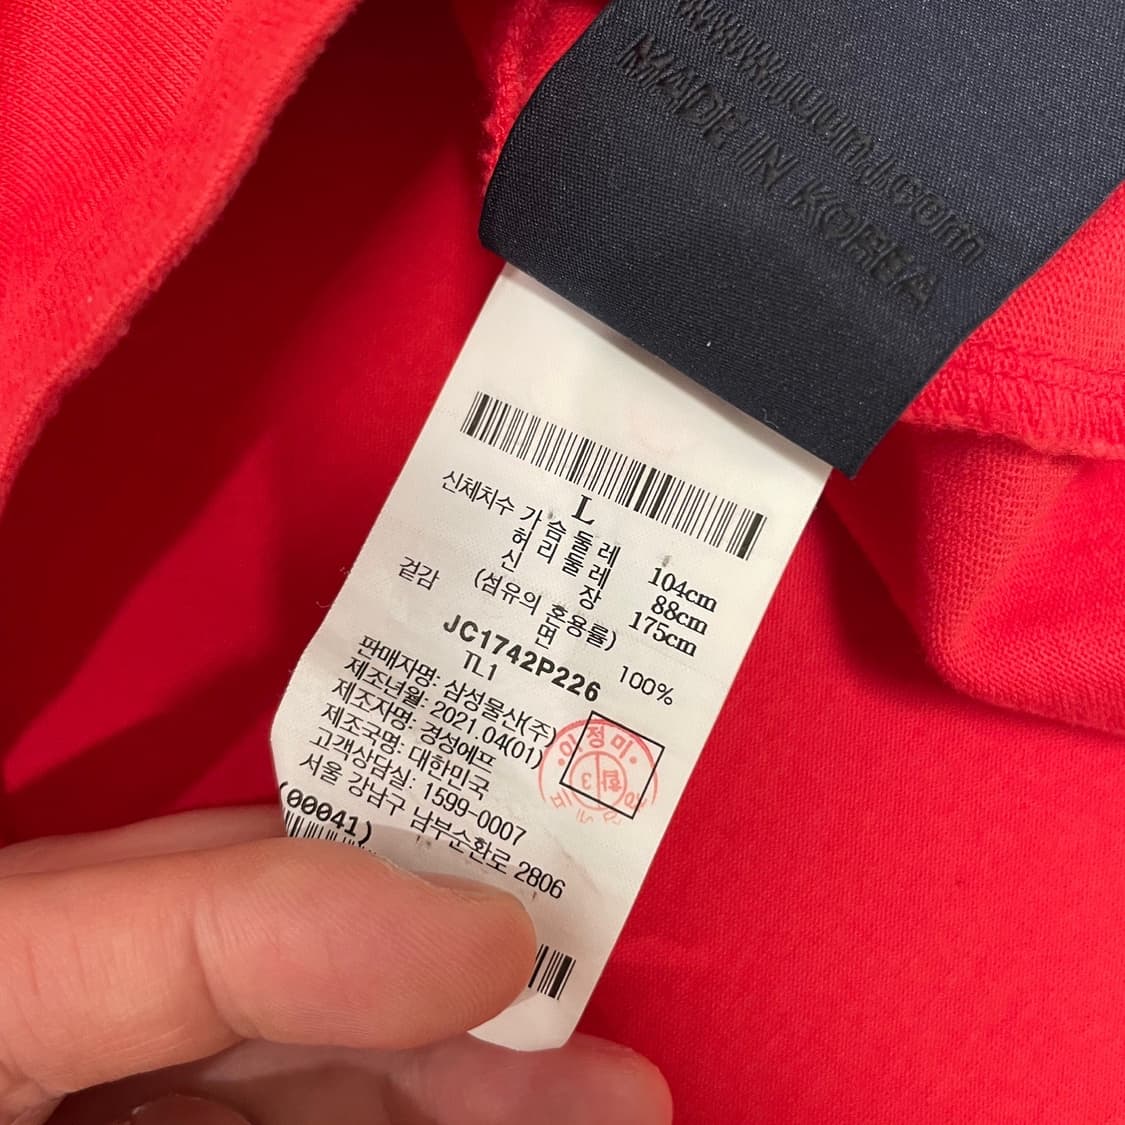 MADE IN KOREA
L
신체치수 가슴둘레 104cm
허리둘레 88cm
신장 175cm
겉감 (섬유의 혼용률)
면 100%
JC1742P226
TL1
판매자명: 삼성물산(주)
제조년월: 2021.04(01)
제조자명: 경성에프
제조국명: 대한민국
고객상담실: 1599-0007
서울 강남구 남부순환로 2806
(00041)